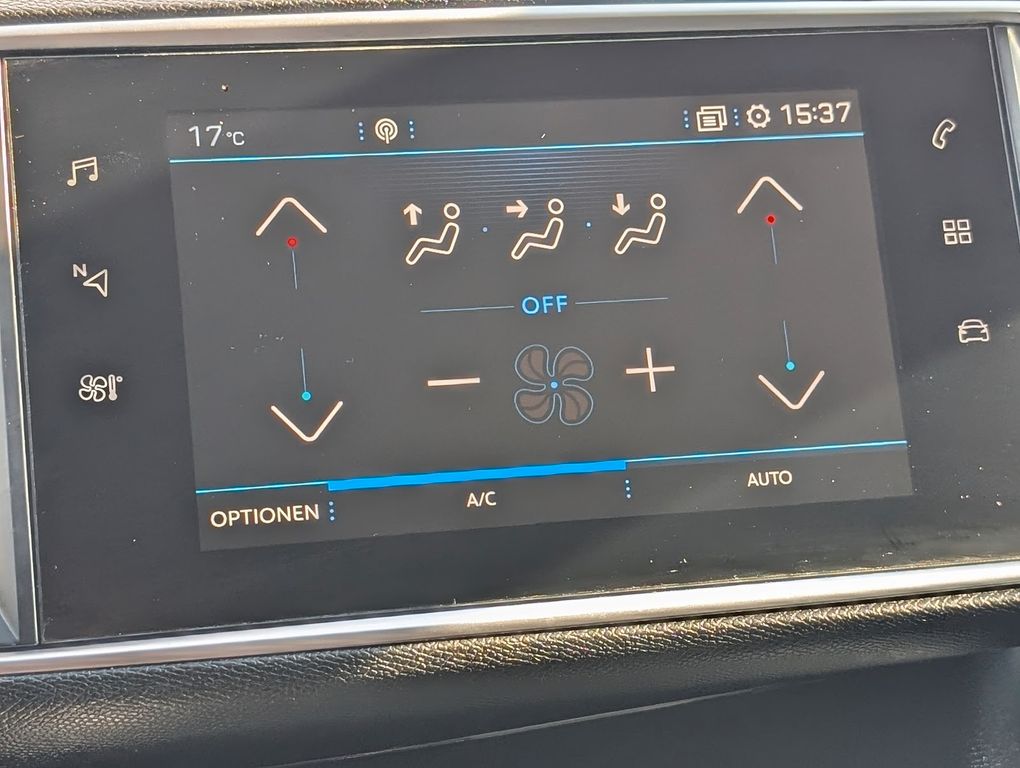 17°C
15:37
N
OFF
OPTIONEN
A/C
AUTO